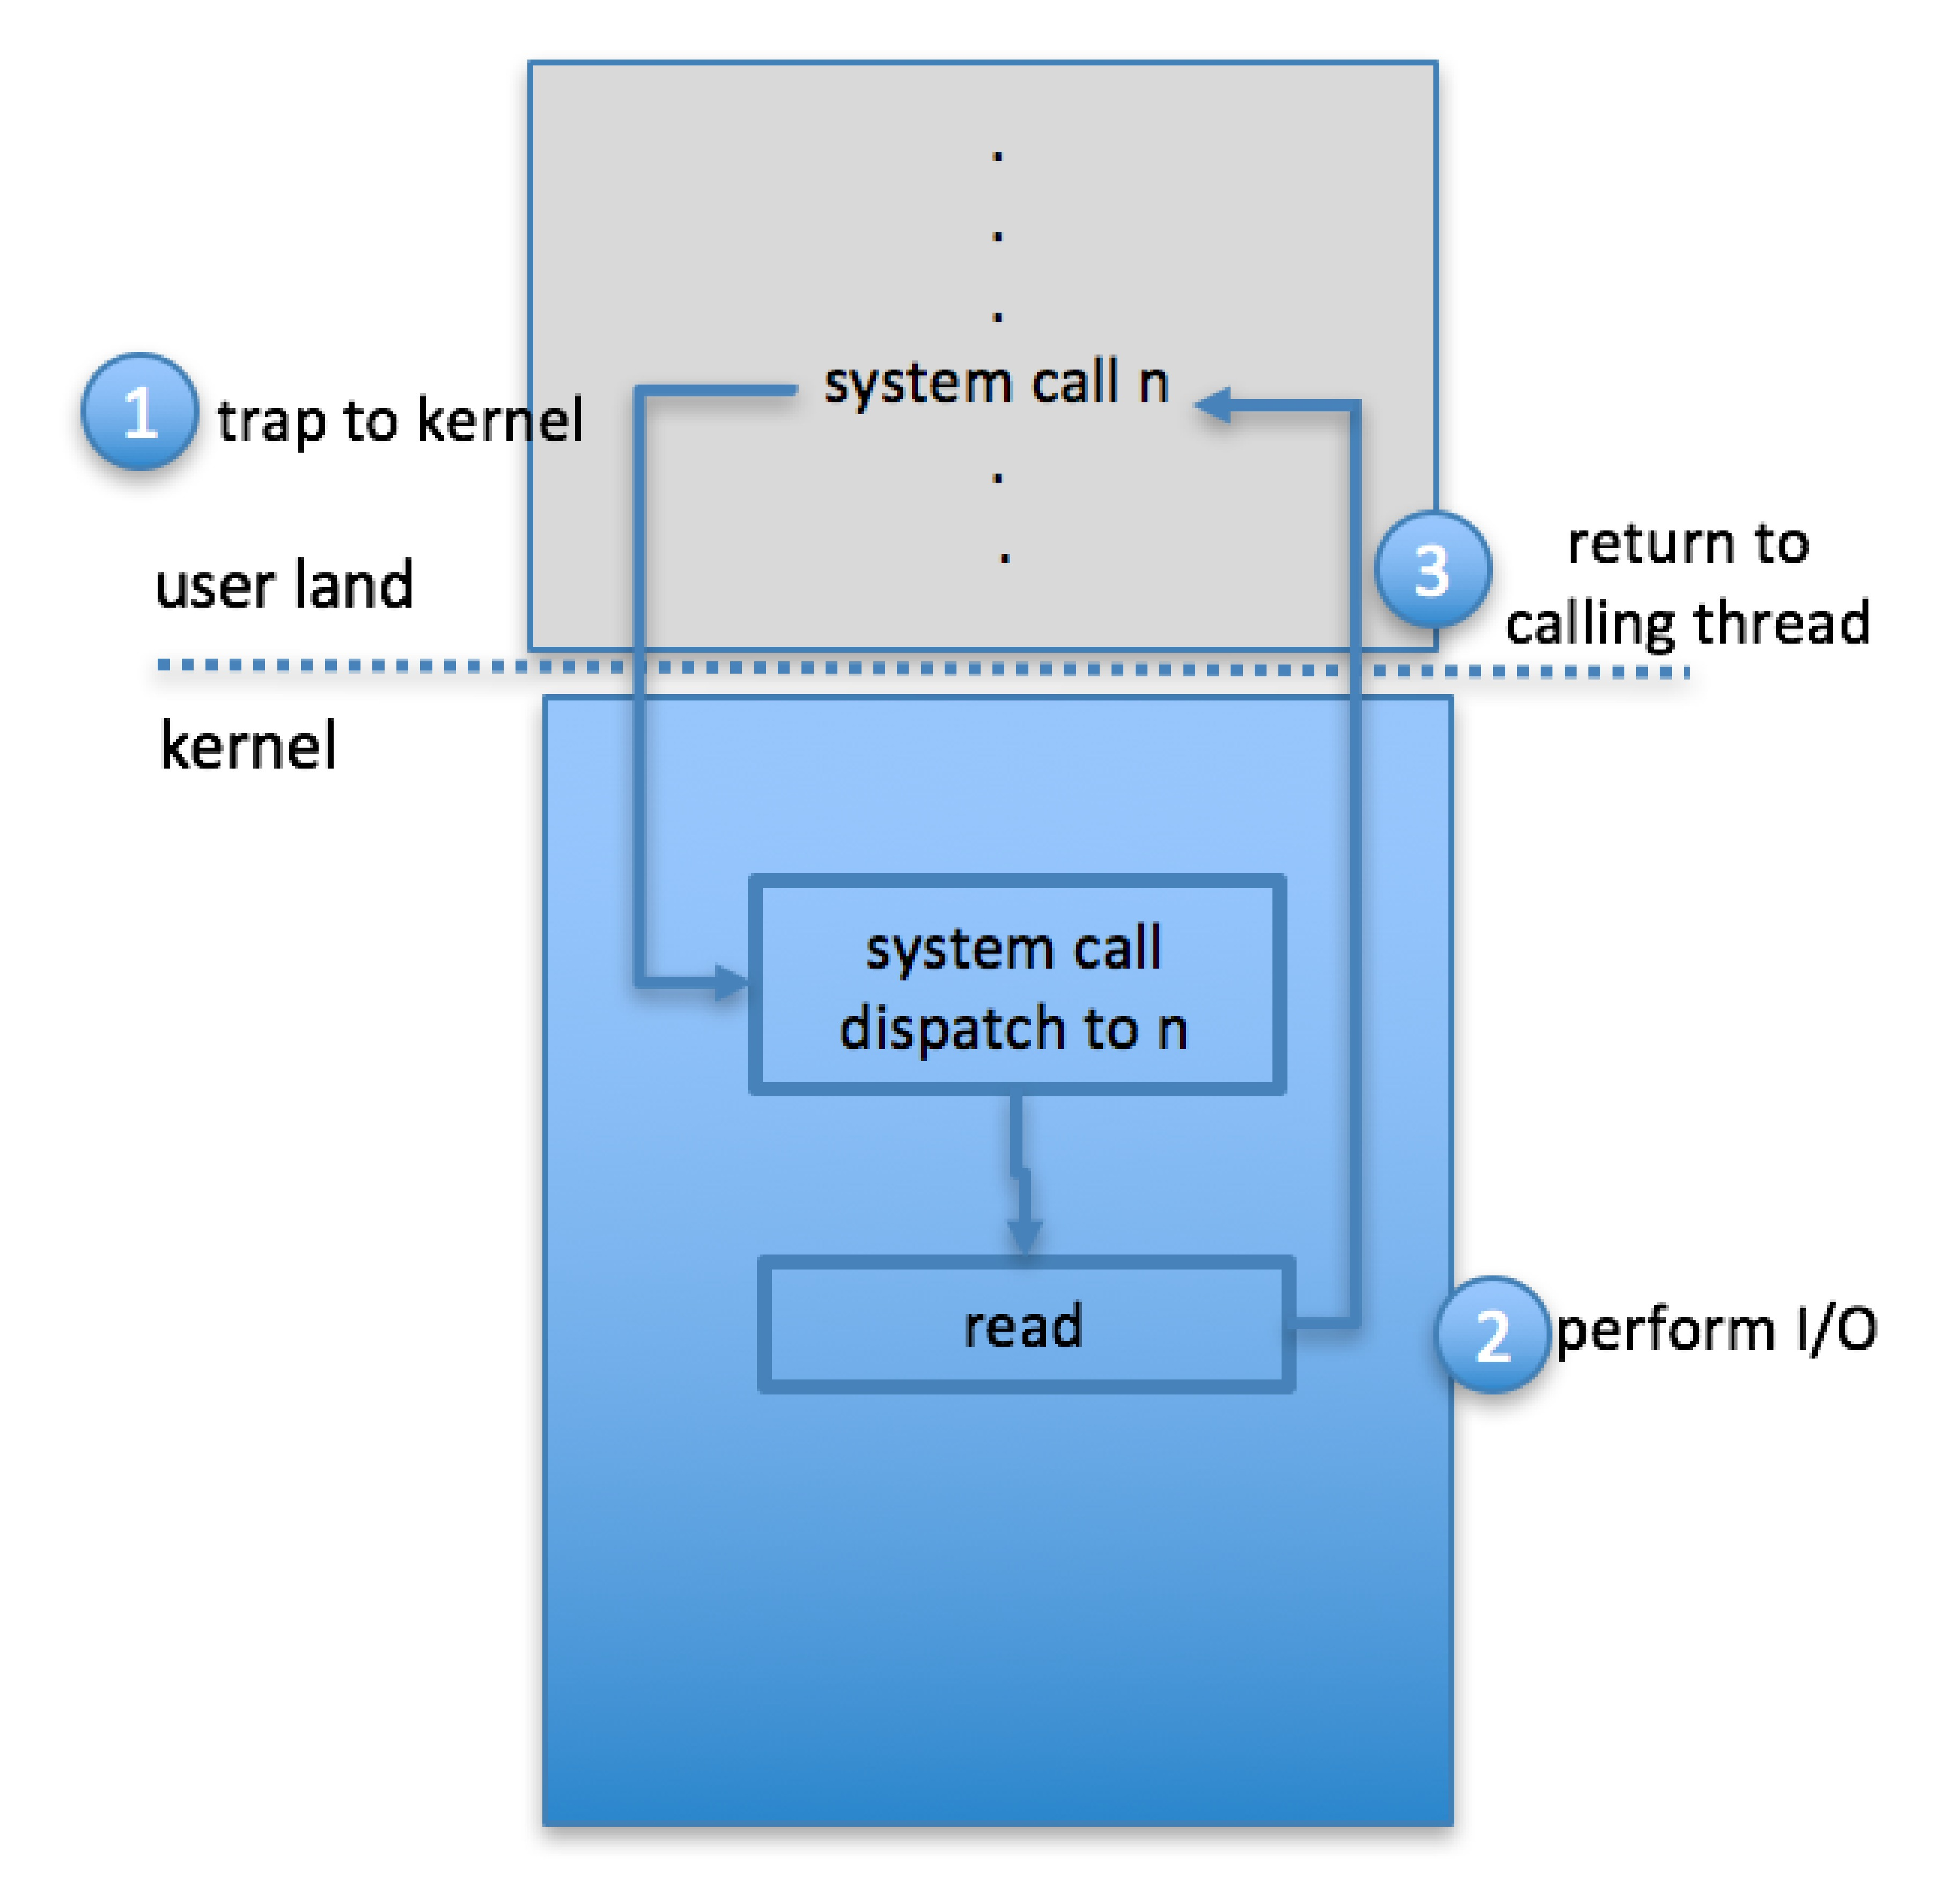 .
.
.
system call n
1
trap to kernel
.
.
user land
3
return to
calling thread
kernel
system call
dispatch to n
read
2
perform I/O